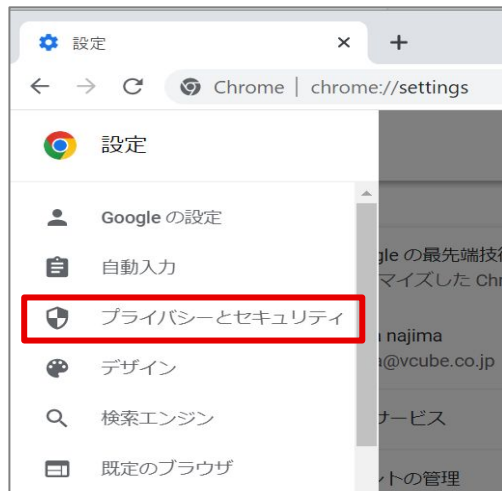 設定
Chrome | chrome://settings
設定
Google の設定
自動入力
gle の最先端技
マイズした Chr
プライバシーとセキュリティ
najima
@vcube.co.jp
デザイン
検索エンジン
サービス
既定のブラウザ
ントの管理